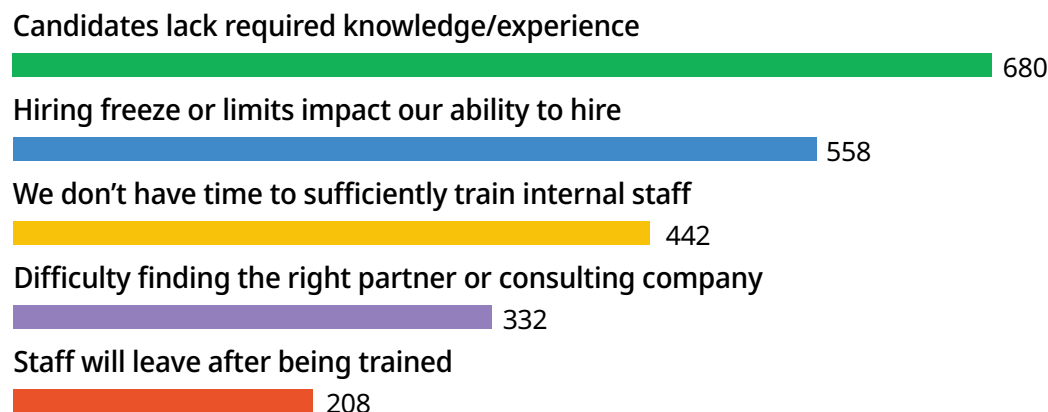 Candidates lack required knowledge/experience
680
Hiring freeze or limits impact our ability to hire
558
We don’t have time to sufficiently train internal staff
442
Difficulty finding the right partner or consulting company
332
Staff will leave after being trained
208